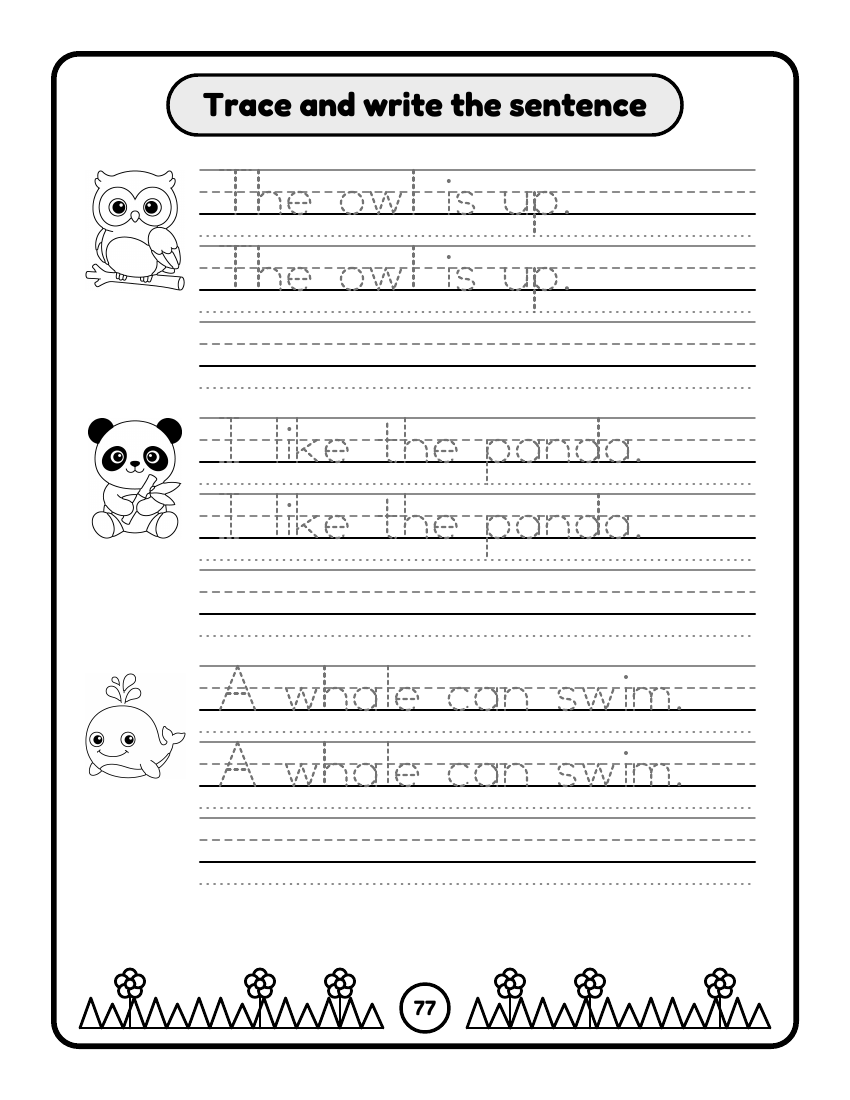 Trace and write the sentence
The owl is up.
The owl is up.
I like the panda.
I like the panda.
A whale can swim.
A whale can swim.
77